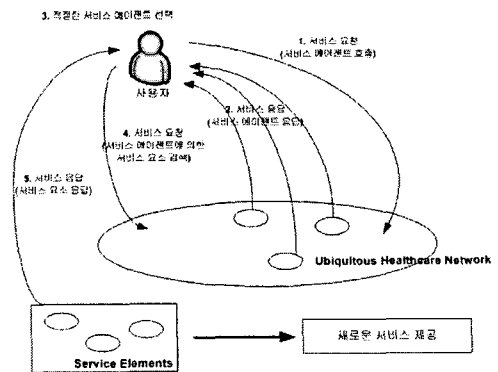 3. 적절한 서비스 에이전트 선택
1. 서비스 요청
(서비스 에이전트 호출)
사용자
2. 서비스 응답
(서비스 에이전트 응답)
4. 서비스 요청
(서비스 에이전트에 의한
서비스 요소 검색)
5. 서비스 응답
(서비스 요소 응답)
Ubiquitous Healthcare Network
Service Elements
새로운 서비스 제공